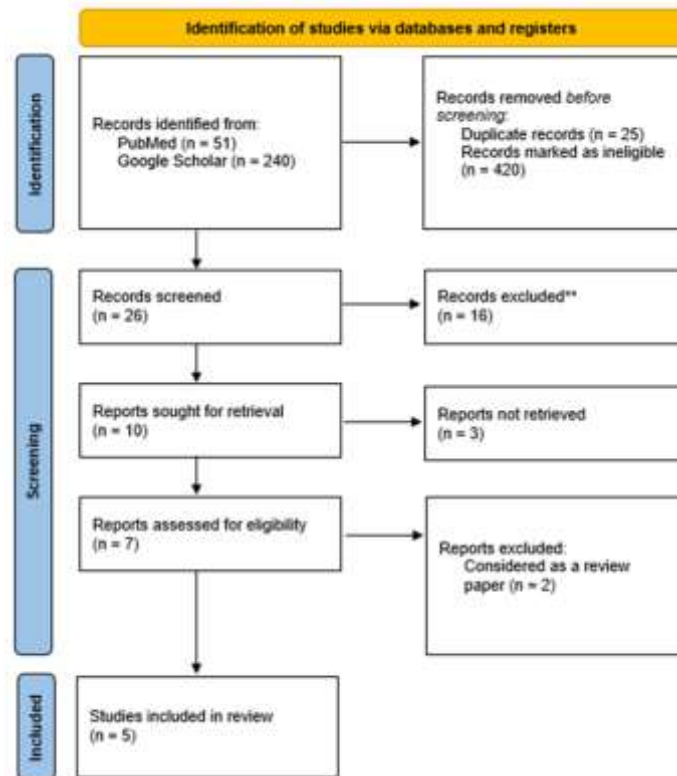 Identification of studies via databases and registers
Identification
Records identified from:
PubMed (n = 51)
Google Scholar (n = 240)
Records removed before
screening:
Duplicate records (n = 25)
Records marked as ineligible
(n = 420)
Screening
Records screened
(n = 26)
Records excluded**
(n = 16)
Reports sought for retrieval
(n = 10)
Reports not retrieved
(n = 3)
Reports assessed for eligibility
(n = 7)
Reports excluded:
Considered as a review
paper (n = 2)
Included
Studies included in review
(n = 5)